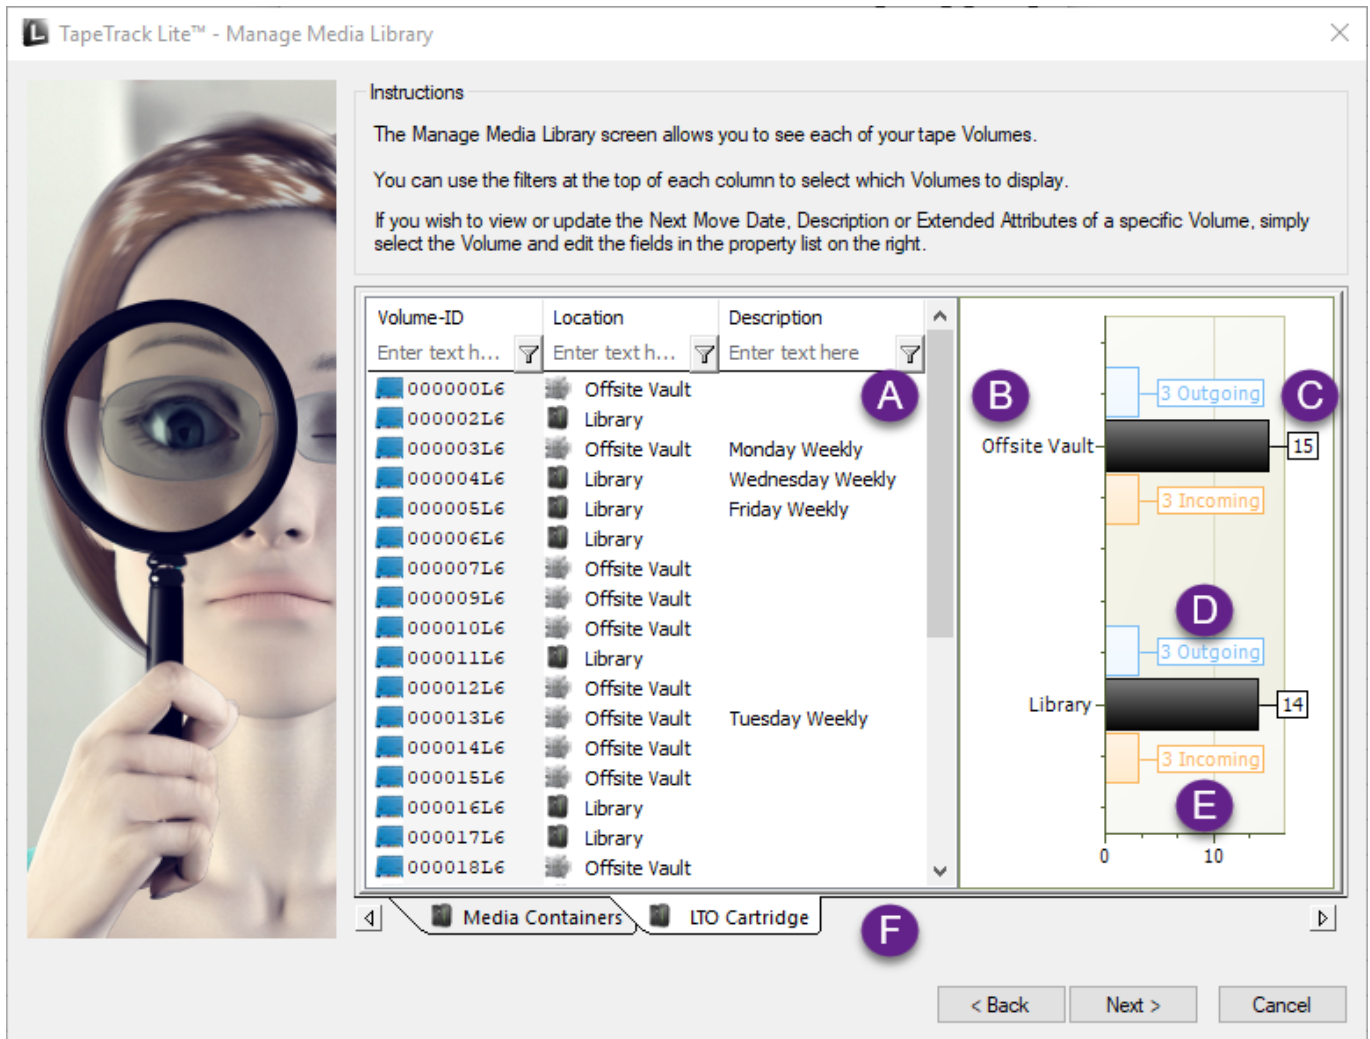 TapeTrack Lite™ - Manage Media Library
Instructions
The Manage Media Library screen allows you to see each of your tape Volumes.
You can use the filters at the top of each column to select which Volumes to display.
If you wish to view or update the Next Move Date, Description or Extended Attributes of a specific Volume, simply
select the Volume and edit the fields in the property list on the right.
Volume-ID Location Description
Enter text h... Enter text h... Enter text here
000000L6 Offsite Vault
000002L6 Library
000003L6 Offsite Vault Monday Weekly
000004L6 Library Wednesday Weekly
000005L6 Library Friday Weekly
000006L6 Library
000007L6 Offsite Vault
000009L6 Offsite Vault
000010L6 Offsite Vault
000011L6 Library
000012L6 Offsite Vault
000013L6 Offsite Vault Tuesday Weekly
000014L6 Offsite Vault
000015L6 Offsite Vault
000016L6 Library
000017L6 Library
000018L6 Offsite Vault
A
B
C
3 Outgoing
Offsite Vault 15
3 Incoming
D
3 Outgoing
Library 14
3 Incoming
E
0 10
Media Containers LTO Cartridge
F
< Back Next > Cancel